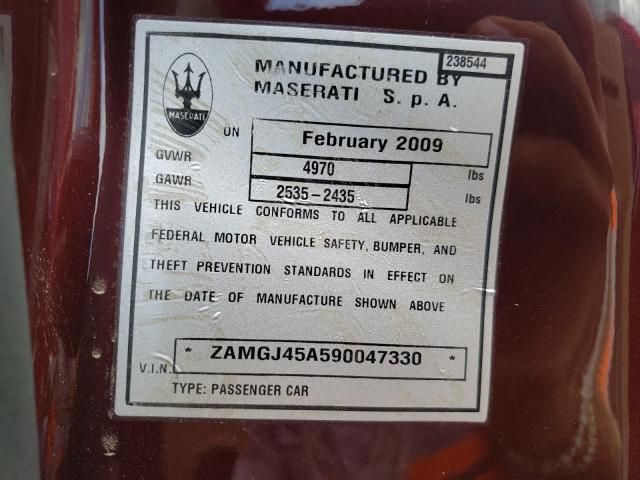 238544
MANUFACTURED BY
MASERATI S. p. A.
MASERATI
ON February 2009
GVWR 4970 lbs
GAWR 2535-2435 lbs
THIS VEHICLE CONFORMS TO ALL APPLICABLE
FEDERAL MOTOR VEHICLE SAFETY, BUMPER, AND
THEFT PREVENTION STANDARDS IN EFFECT ON
THE DATE OF MANUFACTURE SHOWN ABOVE
V.I.N. * ZAMGJ45A590047330 *
TYPE: PASSENGER CAR